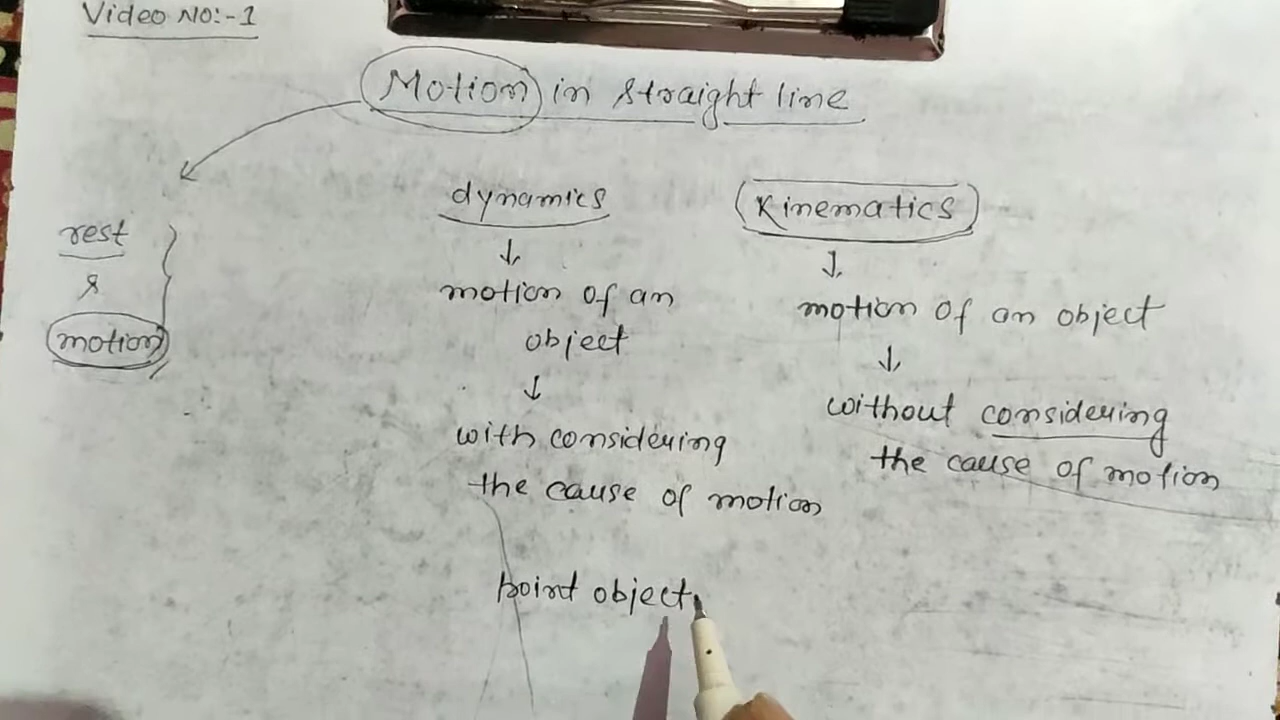 Video No:-1
Motion in straight line
rest
&
motion
dynamics
motion of an
object
with considering
the cause of motion
Kinematics
motion of an object
without considering
the cause of motion
point object